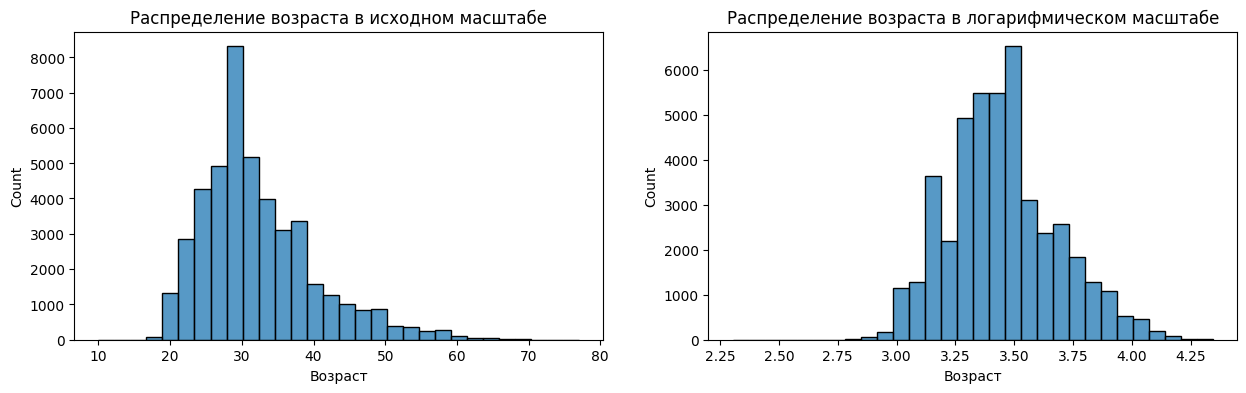 Распределение возраста в исходном масштабе
Count
8000
7000
6000
5000
4000
3000
2000
1000
0
10 20 30 40 50 60 70 80
Возраст
Распределение возраста в логарифмическом масштабе
Count
6000
5000
4000
3000
2000
1000
0
2.25 2.50 2.75 3.00 3.25 3.50 3.75 4.00 4.25
Возраст